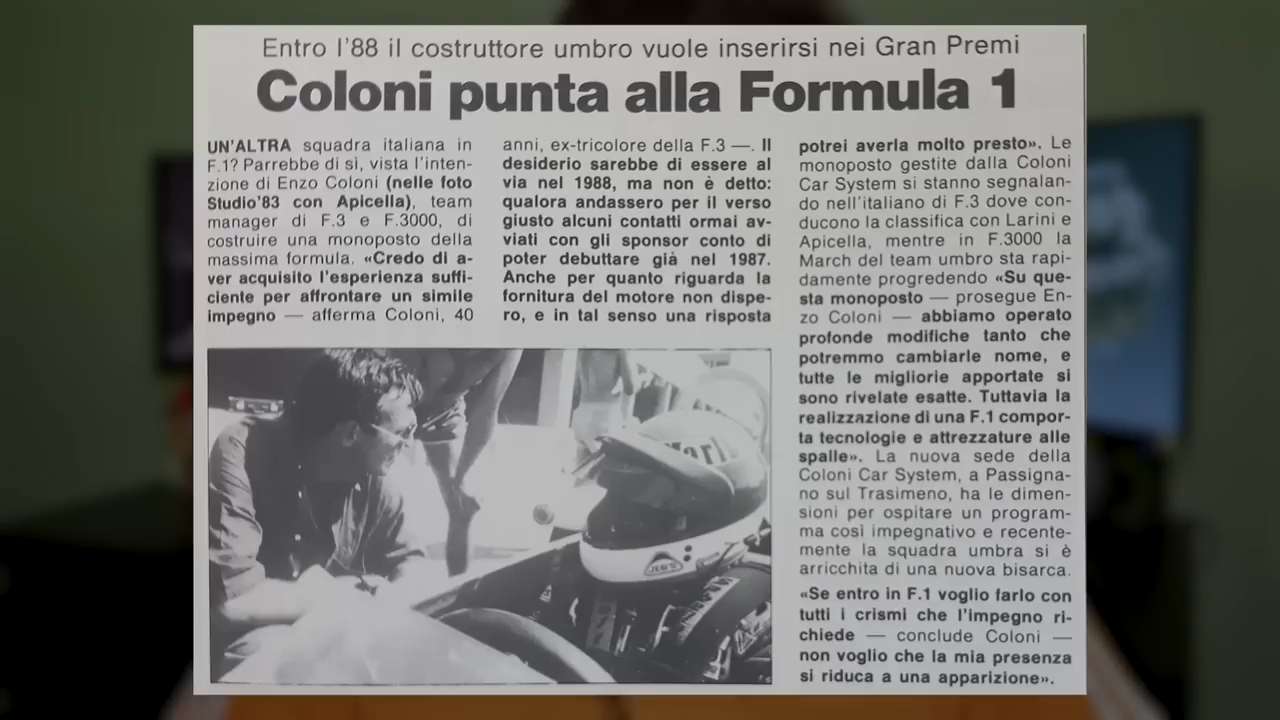 Entro l'88 il costruttore umbro vuole inserirsi nei Gran Premi
Coloni punta alla Formula 1
UN'ALTRA squadra italiana in
F.1? Parrebbe di sì, vista l'inten-
zione di Enzo Coloni (nelle foto
Studio'83 con Apicella), team
manager di F.3 e F.3000, di
costruire una monoposto della
massima formula. «Credo di a-
ver acquisito l'esperienza suffi-
ciente per affrontare un simile
impegno — afferma Coloni, 40
anni, ex-tricolore della F.3 —. Il
desiderio sarebbe di essere al
via nel 1988, ma non è detto:
qualora andassero per il verso
giusto alcuni contatti ormai av-
viati con gli sponsor conto di
poter debuttare già nel 1987.
Anche per quanto riguarda la
fornitura del motore non dispe-
ro, e in tal senso una risposta
potrei averla molto presto». Le
monoposto gestite dalla Coloni
Car System si stanno segnalan-
do nell'italiano di F.3 dove con-
ducono la classifica con Larini e
Apicella, mentre in F.3000 la
March del team umbro sta rapi-
damente progredendo «Su que-
sta monoposto — prosegue En-
zo Coloni — abbiamo operato
profonde modifiche tanto che
potremmo cambiarle nome, e
tutte le migliorie apportate si
sono rivelate esatte. Tuttavia la
realizzazione di una F.1 compor-
ta tecnologie e attrezzature alle
spalle». La nuova sede della
Coloni Car System, a Passigna-
no sul Trasimeno, ha le dimen-
sioni per ospitare un program-
ma così impegnativo e recente-
mente la squadra umbra si è
arricchita di una nuova bisarca.
«Se entro in F.1 voglio farlo con
tutti i crismi che l'impegno ri-
chiede — conclude Coloni —
non voglio che la mia presenza
si riduca a una apparizione».
JEB'S